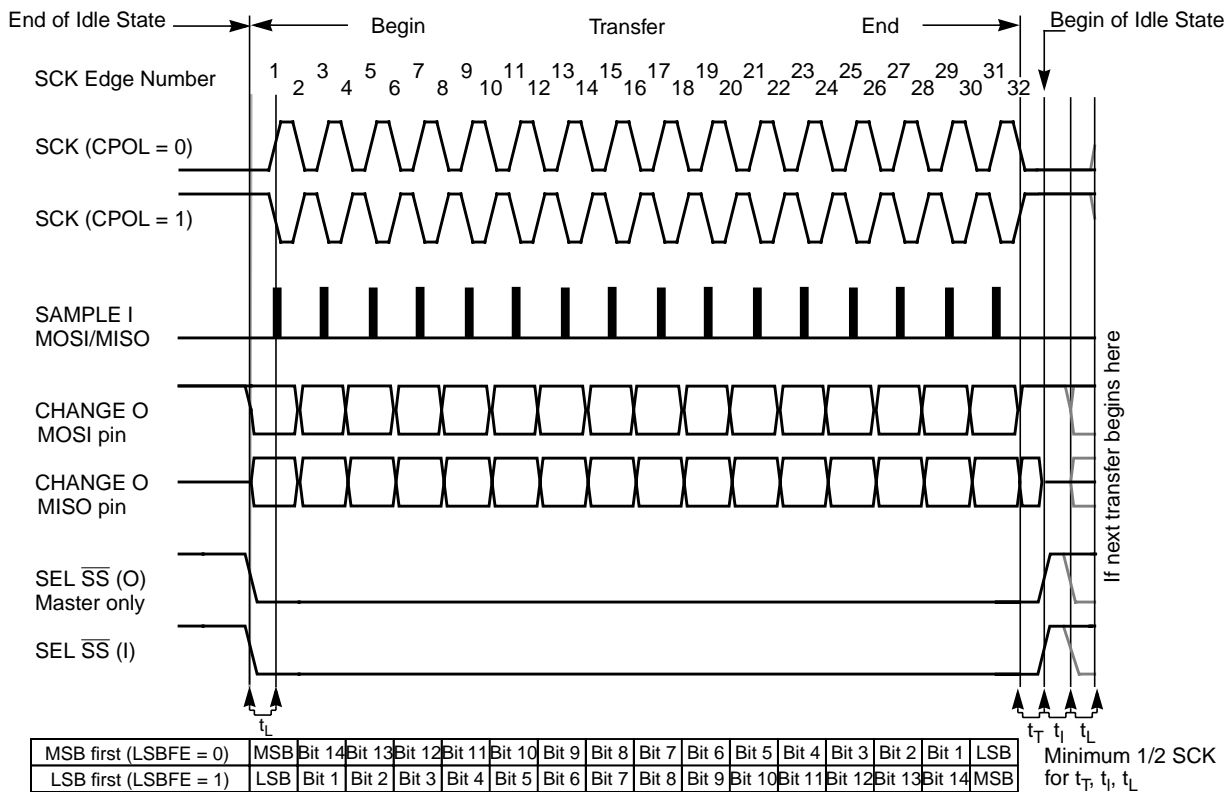 End of Idle State
Begin
Transfer
End
Begin of Idle State
SCK Edge Number
1 3 5 7 9 11 13 15 17 19 21 23 25 27 29 31
2 4 6 8 10 12 14 16 18 20 22 24 26 28 30 32
SCK (CPOL = 0)
SCK (CPOL = 1)
SAMPLE I
MOSI/MISO
CHANGE O
MOSI pin
CHANGE O
MISO pin
SEL SS (O)
Master only
SEL SS (I)
If next transfer begins here
tL
tT tI tL
MSB first (LSBFE = 0) MSB Bit 14 Bit 13 Bit 12 Bit 11 Bit 10 Bit 9 Bit 8 Bit 7 Bit 6 Bit 5 Bit 4 Bit 3 Bit 2 Bit 1 LSB
LSB first (LSBFE = 1) LSB Bit 1 Bit 2 Bit 3 Bit 4 Bit 5 Bit 6 Bit 7 Bit 8 Bit 9 Bit 10 Bit 11 Bit 12 Bit 13 Bit 14 MSB
Minimum 1/2 SCK
for tT, tI, tL